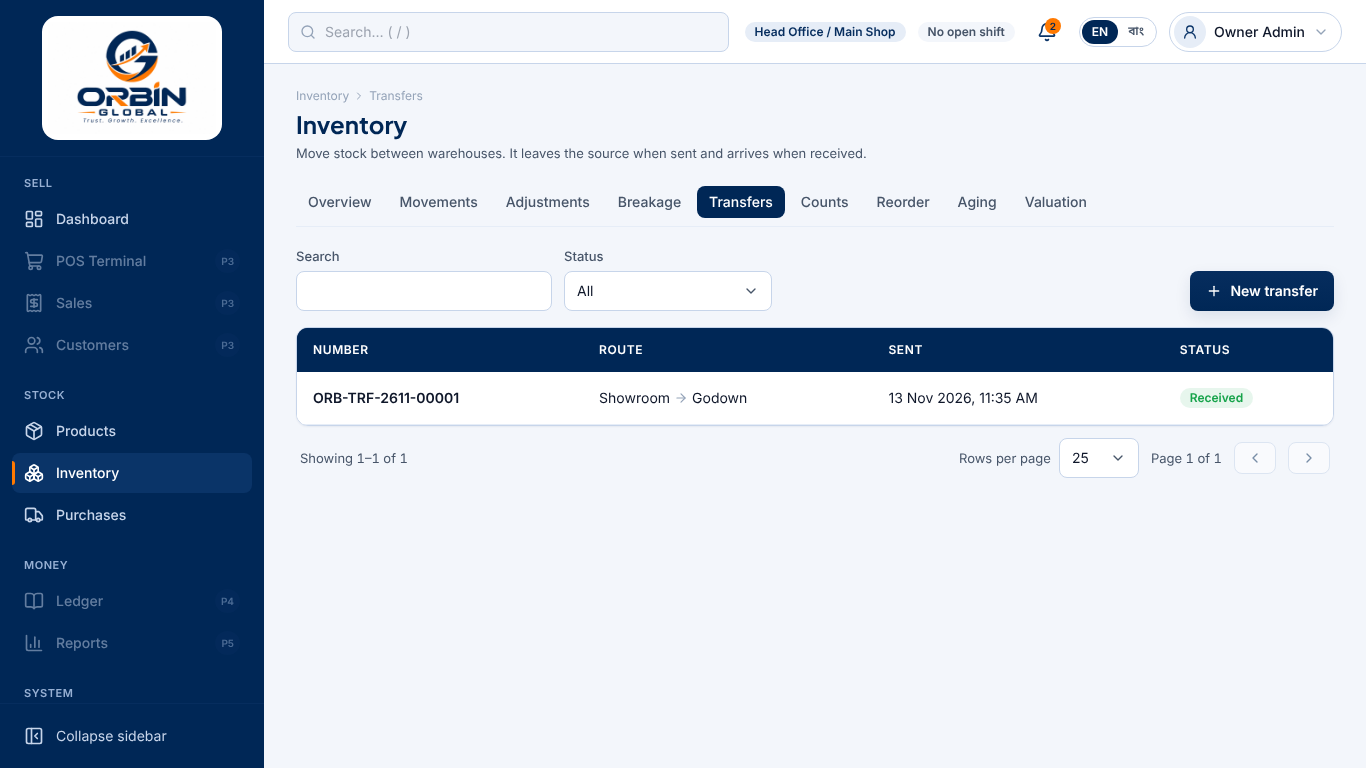 ORBIN
GLOBAL
Trust. Growth. Excellence.
Search... ( / )
Head Office / Main Shop
No open shift
2
EN
বাং
Owner Admin
SELL
Dashboard
POS Terminal P3
Sales P3
Customers P3
STOCK
Products
Inventory
Purchases
MONEY
Ledger P4
Reports P5
SYSTEM
Collapse sidebar
Inventory > Transfers
Inventory
Move stock between warehouses. It leaves the source when sent and arrives when received.
Overview Movements Adjustments Breakage Transfers Counts Reorder Aging Valuation
Search Status
All
+ New transfer
NUMBER ROUTE SENT STATUS
ORB-TRF-2611-00001 Showroom → Godown 13 Nov 2026, 11:35 AM Received
Showing 1–1 of 1 Rows per page 25 Page 1 of 1